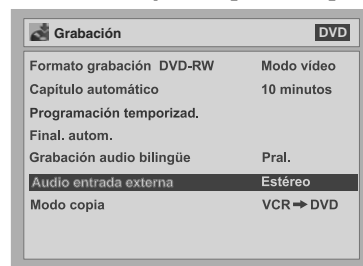 Grabación DVD
Formato grabación DVD-RW Modo vídeo
Capitulo automático 10 minutos
Programación temporizad.
Final. autom.
Grabación audio bilingüe Pral.
Audio entrada externa Estéreo
Modo copia VCR ➔ DVD